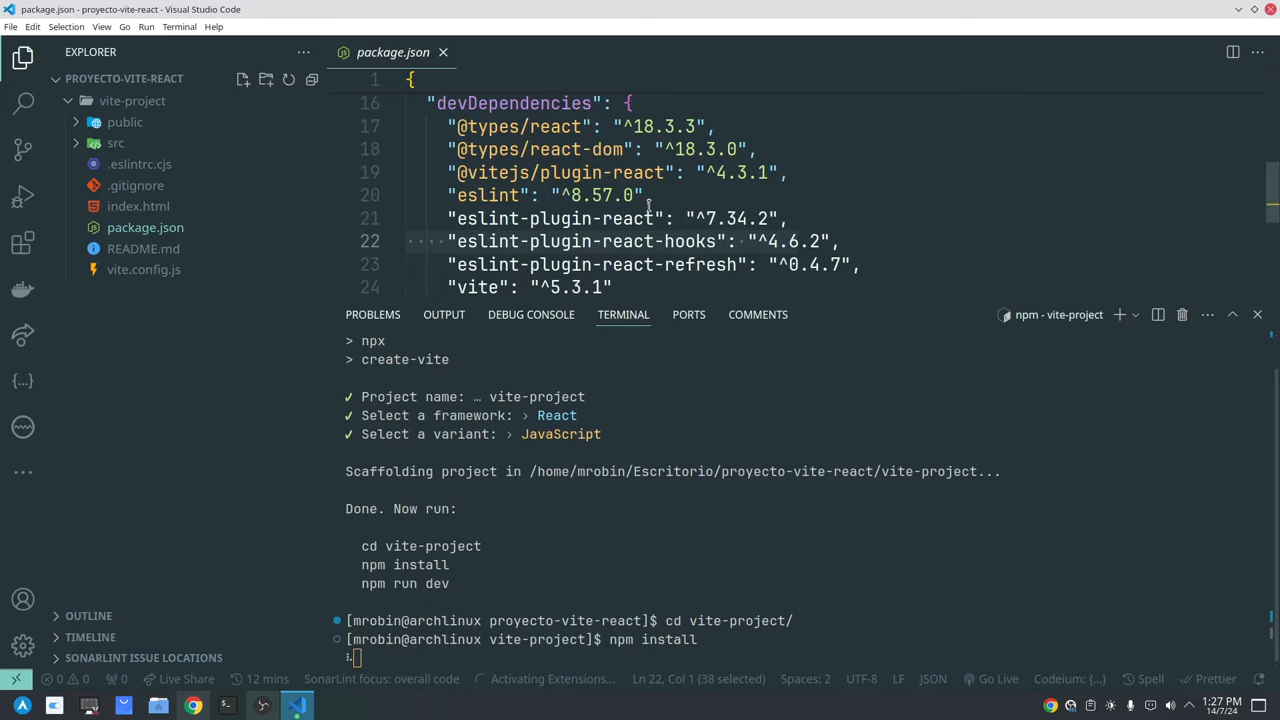 package.json - proyecto-vite-react - Visual Studio Code
File Edit Selection View Go Run Terminal Help
EXPLORER
PROYECTO-VITE-REACT
vite-project
public
src
.eslintrc.cjs
.gitignore
index.html
package.json
README.md
vite.config.js
OUTLINE
TIMELINE
SONARLINT ISSUE LOCATIONS
package.json
1 {
16 "devDependencies": {
17 "@types/react": "^18.3.3",
18 "@types/react-dom": "^18.3.0",
19 "@vitejs/plugin-react": "^4.3.1",
20 "eslint": "^8.57.0",
21 "eslint-plugin-react": "^7.34.2",
22 "eslint-plugin-react-hooks": "^4.6.2",
23 "eslint-plugin-react-refresh": "^0.4.7",
24 "vite": "^5.3.1"
PROBLEMS OUTPUT DEBUG CONSOLE TERMINAL PORTS COMMENTS npm - vite-project
> npx
> create-vite
✔ Project name: … vite-project
✔ Select a framework: › React
✔ Select a variant: › JavaScript
Scaffolding project in /home/mrobin/Escritorio/proyecto-vite-react/vite-project...
Done. Now run:
cd vite-project
npm install
npm run dev
[mrobin@archlinux proyecto-vite-react]$ cd vite-project/
[mrobin@archlinux vite-project]$ npm install
0 0 Live Share 12 mins SonarLint focus: overall code Activating Extensions... Ln 22, Col 1 (38 selected) Spaces: 2 UTF-8 LF JSON Go Live Codeium: {...} Spell Prettier
1:27 PM
14/7/24